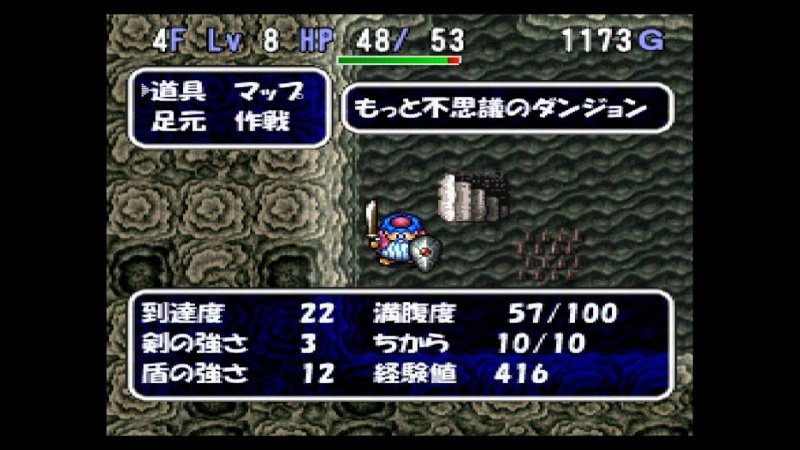 4F Lv 8 HP 48/ 53 1173G
道具 マップ
足元 作戦
もっと不思議のダンジョン
到達度 22 満腹度 57/100
剣の強さ 3 ちから 10/10
盾の強さ 12 経験値 416